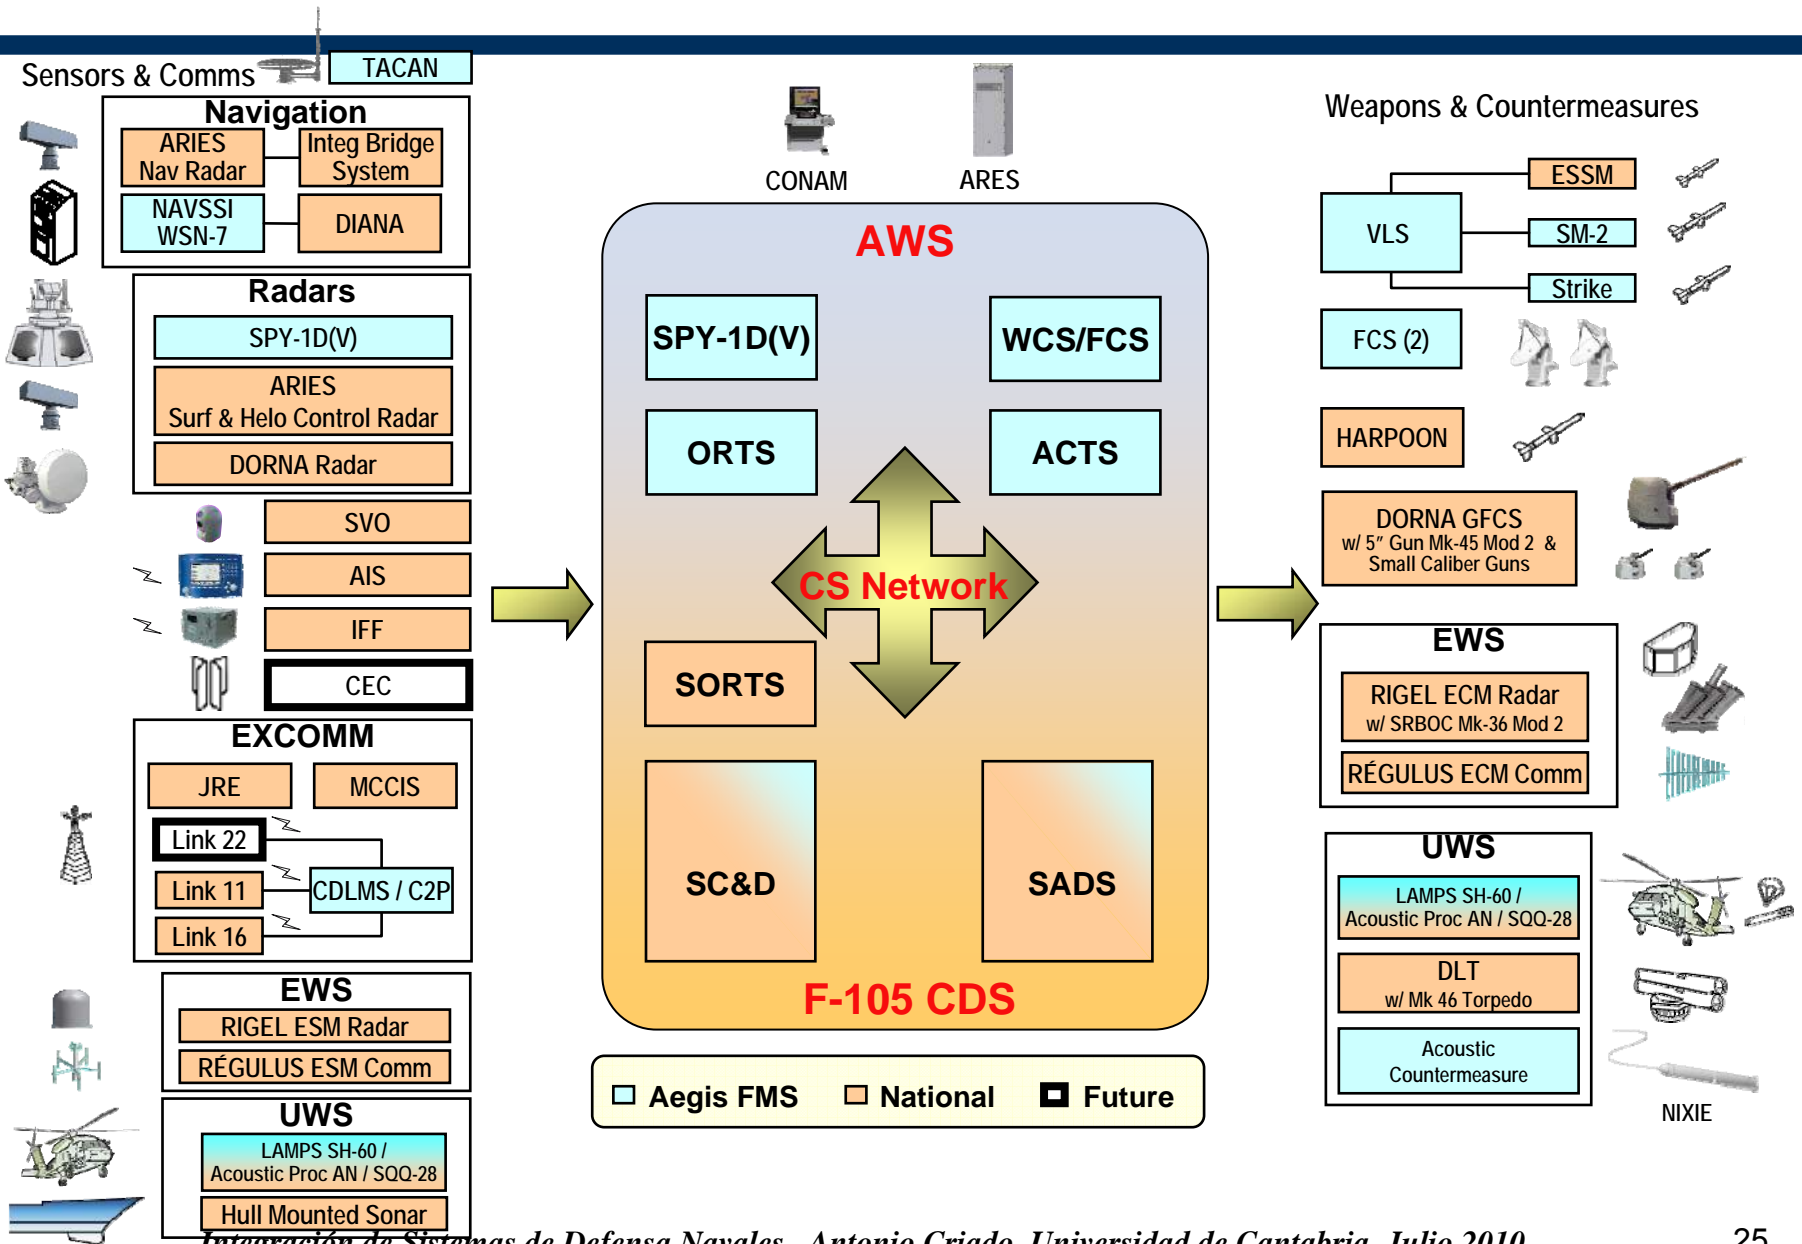 Sensors & Comms
TACAN
Navigation
ARIES
Nav Radar
Integ Bridge
System
NAVSSI
WSN-7
DIANA
Radars
SPY-1D(V)
ARIES
Surf & Helo Control Radar
DORNA Radar
SVO
AIS
IFF
CEC
EXCOMM
JRE
MCCIS
Link 22
Link 11
CDLMS / C2P
Link 16
EWS
RIGEL ESM Radar
RÉGULUS ESM Comm
UWS
LAMPS SH-60 /
Acoustic Proc AN / SQQ-28
Hull Mounted Sonar
CONAM
ARES
AWS
SPY-1D(V)
WCS/FCS
ORTS
ACTS
CS Network
SORTS
SC&D
SADS
F-105 CDS
Aegis FMS
National
Future
Weapons & Countermeasures
VLS
ESSM
SM-2
Strike
FCS (2)
HARPOON
DORNA GFCS
w/ 5” Gun Mk-45 Mod 2 &
Small Caliber Guns
EWS
RIGEL ECM Radar
w/ SRBOC Mk-36 Mod 2
RÉGULUS ECM Comm
UWS
LAMPS SH-60 /
Acoustic Proc AN / SQQ-28
DLT
w/ Mk 46 Torpedo
Acoustic
Countermeasure
NIXIE
Integración de Sistemas de Defensa Navales. Antonio Criado. Universidad de Cantabria. Julio 2010
25